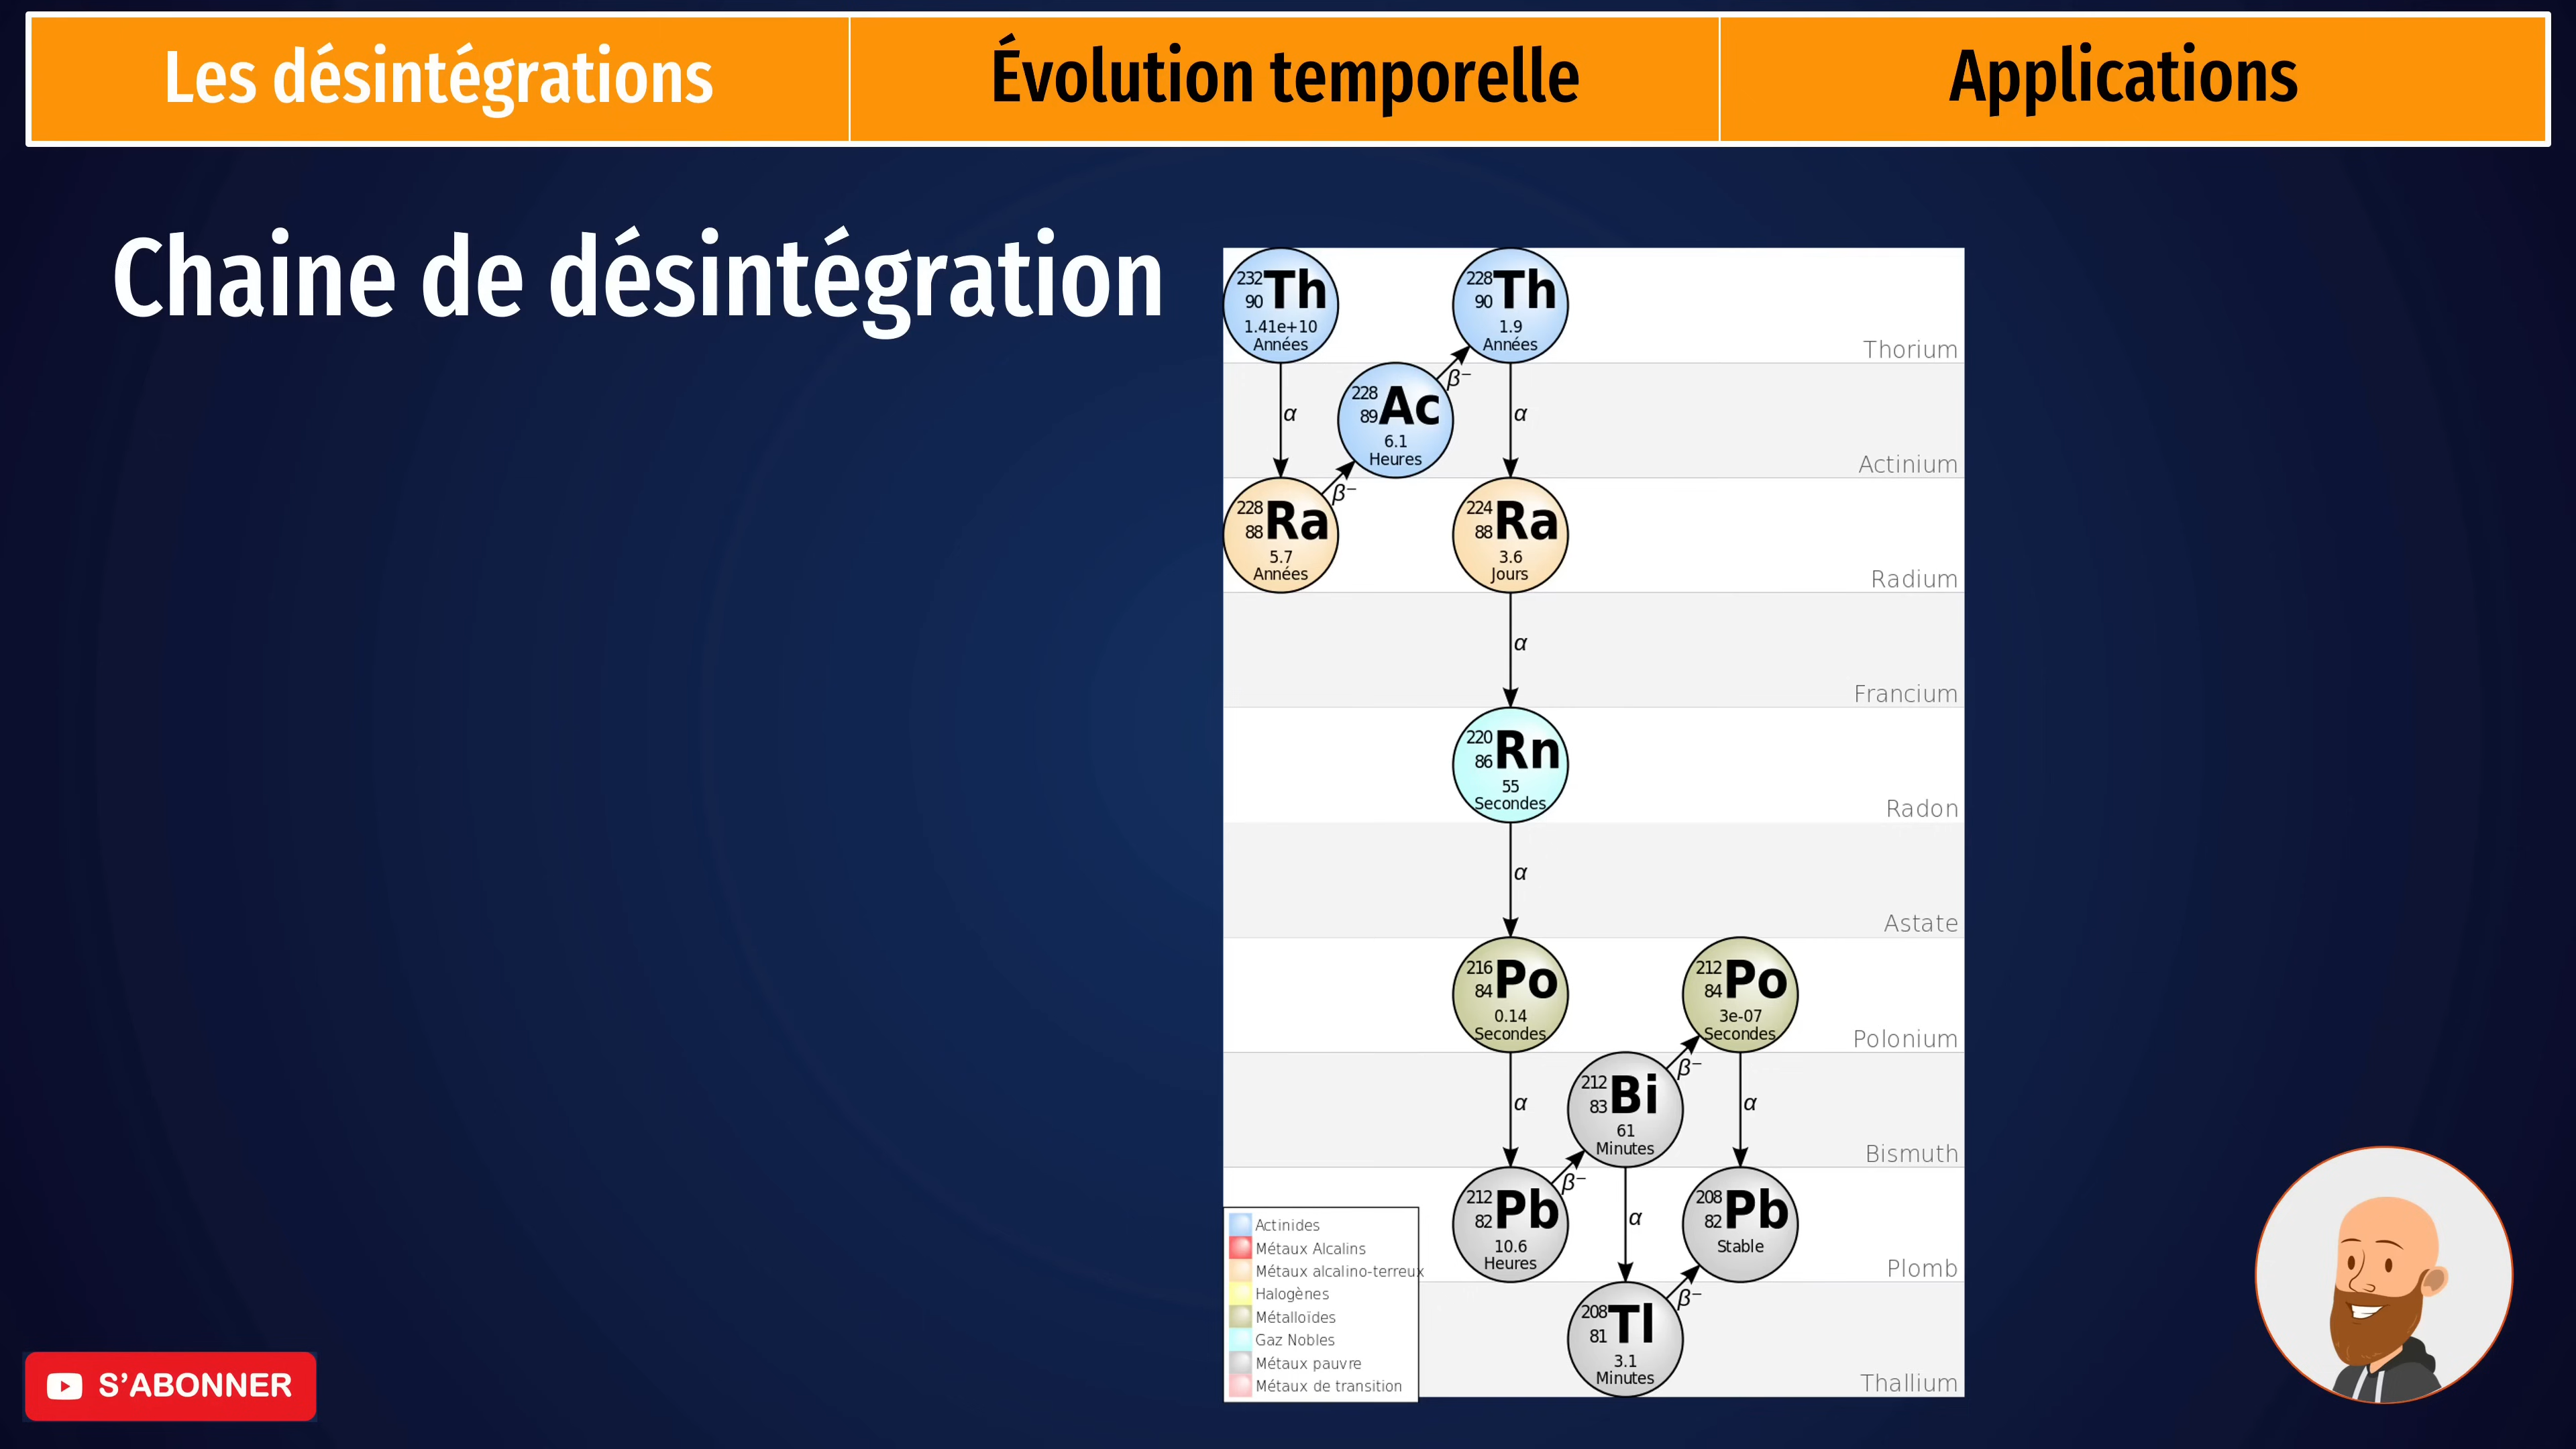 Les désintégrations
Évolution temporelle
Applications
Chaine de désintégration
232
90
Th
1.41e+10
Années
228
90
Th
1.9
Années
Thorium
β⁻
α
228
89
Ac
6.1
Heures
α
Actinium
β⁻
228
88
Ra
5.7
Années
224
88
Ra
3.6
Jours
Radium
α
Francium
220
86
Rn
55
Secondes
Radon
α
Astate
216
84
Po
0.14
Secondes
212
84
Po
3e-07
Secondes
Polonium
β⁻
α
212
83
Bi
61
Minutes
α
Bismuth
β⁻
212
82
Pb
10.6
Heures
α
208
82
Pb
Stable
Plomb
β⁻
208
81
Tl
3.1
Minutes
Thallium
Actinides
Métaux Alcalins
Métaux alcalino-terreux
Halogènes
Métalloïdes
Gaz Nobles
Métaux pauvre
Métaux de transition
S'ABONNER